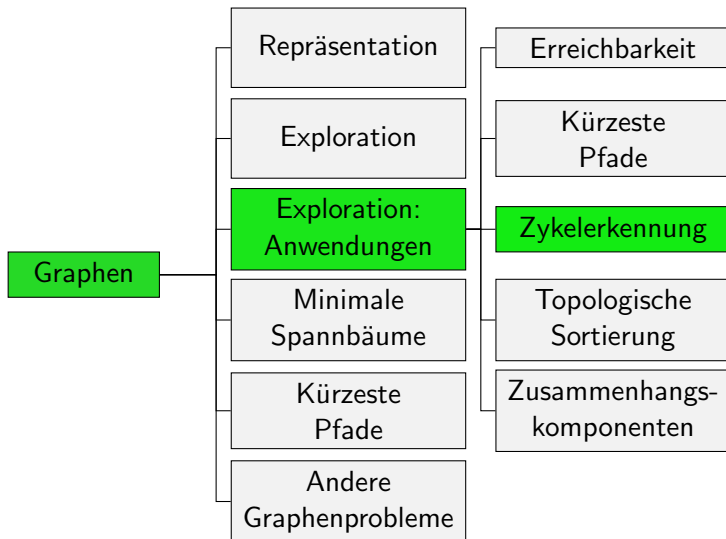 Graphen
Repräsentation
Exploration
Exploration:
Anwendungen
Minimale
Spannbäume
Kürzeste
Pfade
Andere
Graphenprobleme
Erreichbarkeit
Kürzeste
Pfade
Zykelerkennung
Topologische
Sortierung
Zusammenhangs-
komponenten